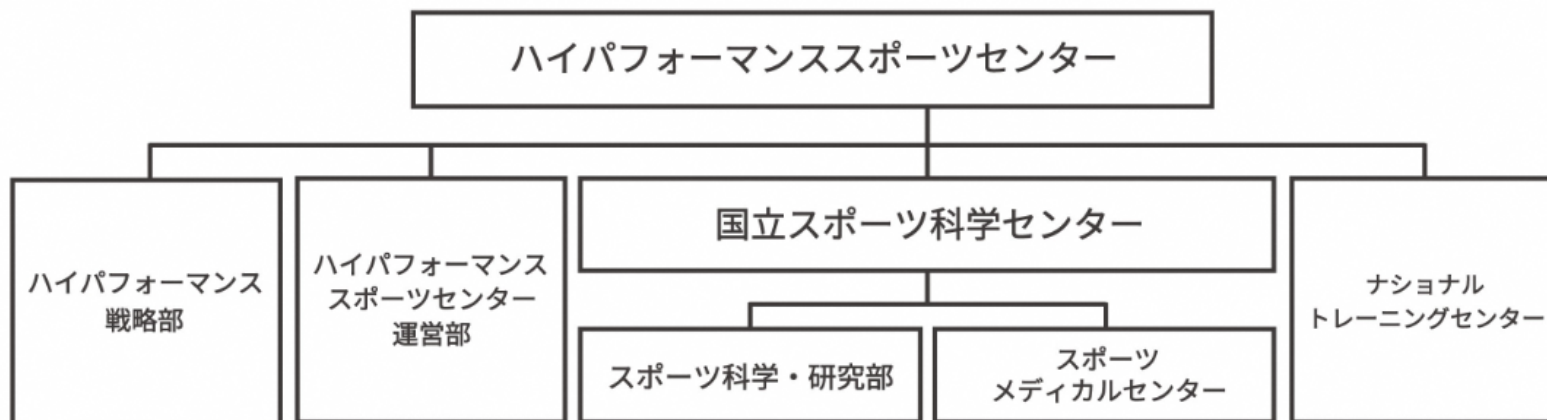 ハイパフォーマンススポーツセンター
ハイパフォーマンス
戦略部
ハイパフォーマンス
スポーツセンター
運営部
国立スポーツ科学センター
スポーツ科学・研究部
スポーツ
メディカルセンター
ナショナル
トレーニングセンター